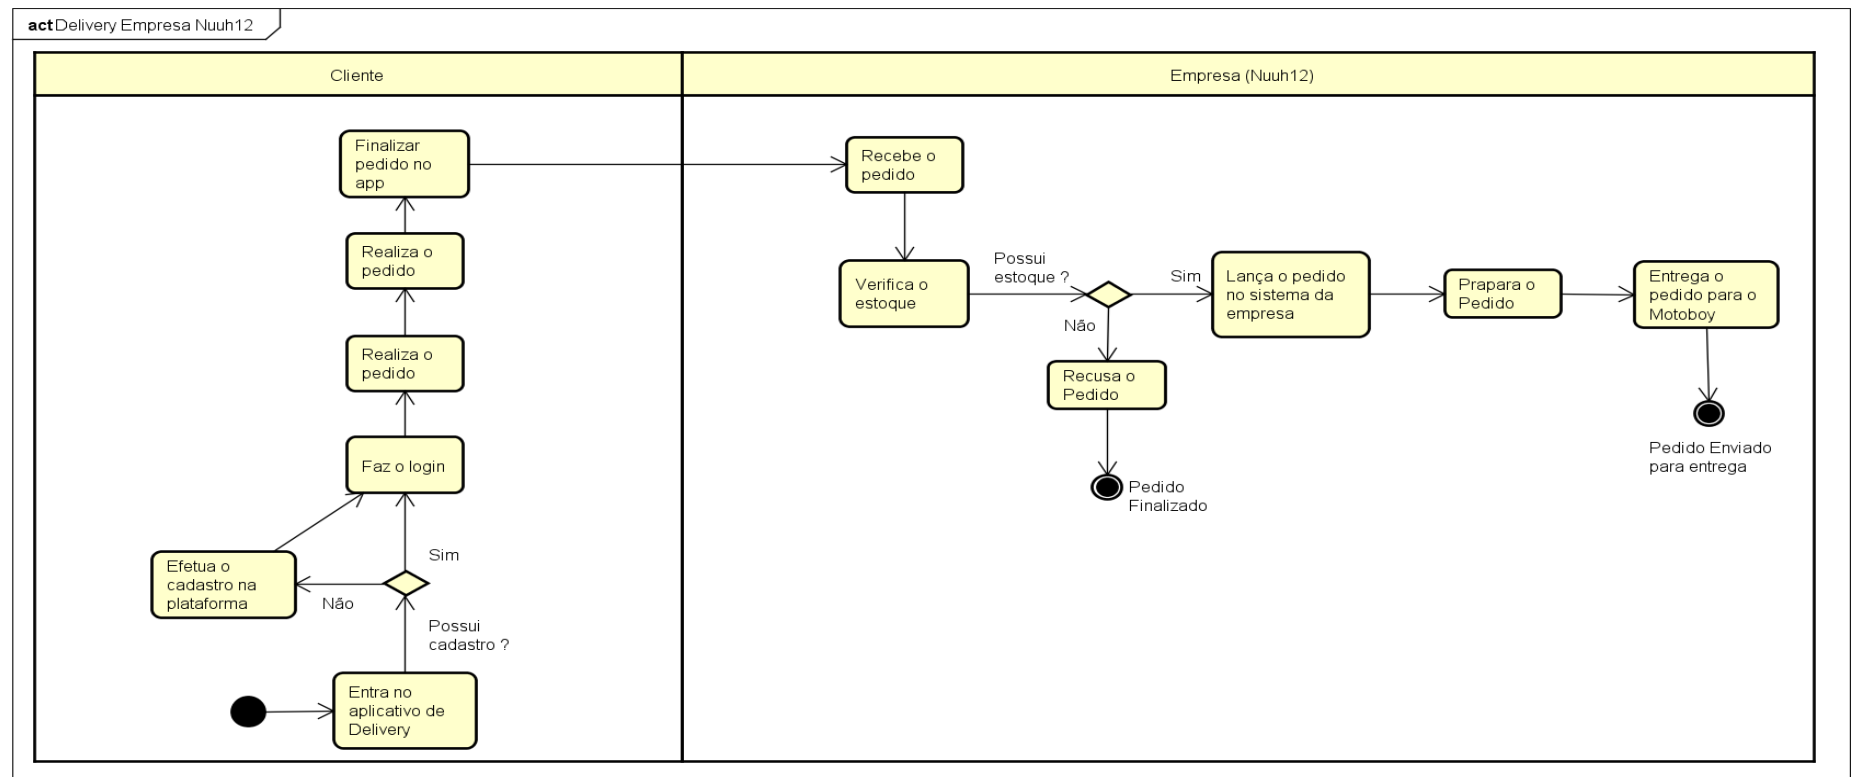 act Delivery Empresa Nuuh12
Cliente
Empresa (Nuuh12)
Finalizar
pedido no
app
Realiza o
pedido
Realiza o
pedido
Faz o login
Efetua o
cadastro na
plataforma
Não
Sim
Possui
cadastro ?
Entra no
aplicativo de
Delivery
Recebe o
pedido
Verifica o
estoque
Possui
estoque ?
Sim
Não
Lança o pedido
no sistema da
empresa
Prapara o
Pedido
Entrega o
pedido para o
Motoboy
Recusa o
Pedido
Pedido
Finalizado
Pedido Enviado
para entrega